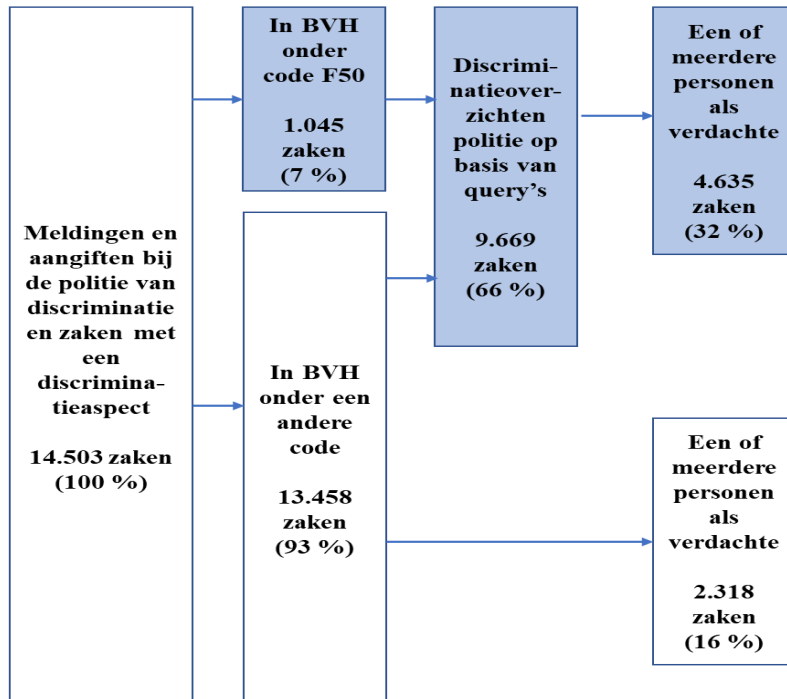 Meldingen en
aangiften bij
de politie van
discriminatie
en zaken met
een
discrimina-
tieaspect
14.503 zaken
(100 %)
In BVH
onder
code F50
1.045
zaken
(7 %)
In BVH
onder een
andere
code
13.458
zaken
(93 %)
Discrimi-
natieover-
zichten
politie op
basis van
query’s
9.669
zaken
(66 %)
Een of
meerdere
personen
als
verdachte
4.635
zaken
(32 %)
Een of
meerdere
personen
als
verdachte
2.318
zaken
(16 %)